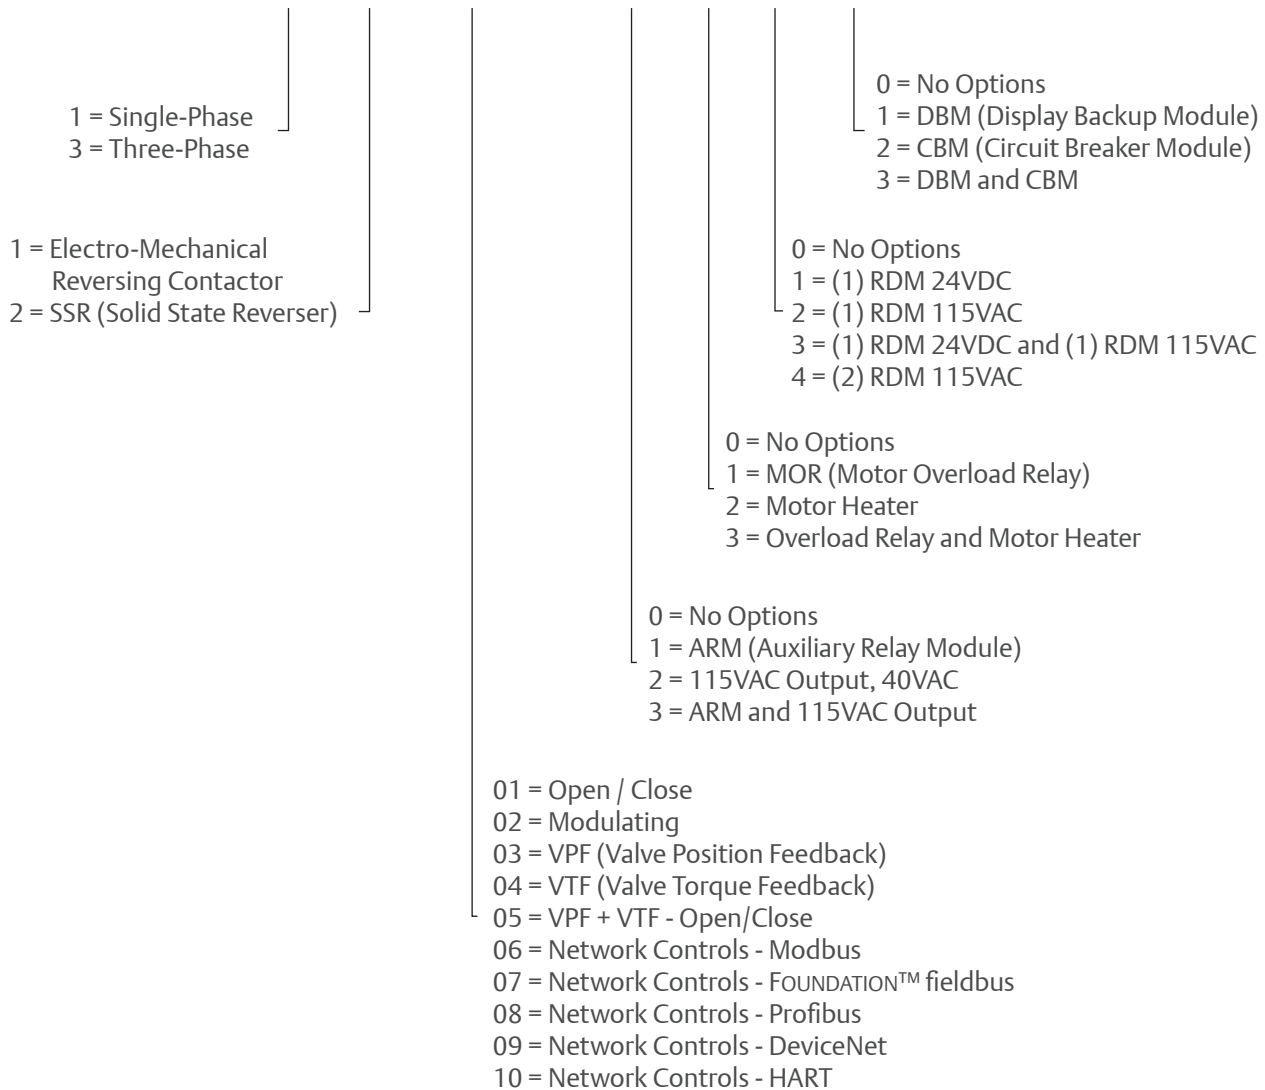 1 = Single-Phase
3 = Three-Phase
1 = Electro-Mechanical
Reversing Contactor
2 = SSR (Solid State Reverser)
0 = No Options
1 = DBM (Display Backup Module)
2 = CBM (Circuit Breaker Module)
3 = DBM and CBM
0 = No Options
1 = (1) RDM 24VDC
2 = (1) RDM 115VAC
3 = (1) RDM 24VDC and (1) RDM 115VAC
4 = (2) RDM 115VAC
0 = No Options
1 = MOR (Motor Overload Relay)
2 = Motor Heater
3 = Overload Relay and Motor Heater
0 = No Options
1 = ARM (Auxiliary Relay Module)
2 = 115VAC Output, 40VAC
3 = ARM and 115VAC Output
01 = Open / Close
02 = Modulating
03 = VPF (Valve Position Feedback)
04 = VTF (Valve Torque Feedback)
05 = VPF + VTF - Open/Close
06 = Network Controls - Modbus
07 = Network Controls - FOUNDATION™ fieldbus
08 = Network Controls - Profibus
09 = Network Controls - DeviceNet
10 = Network Controls - HART